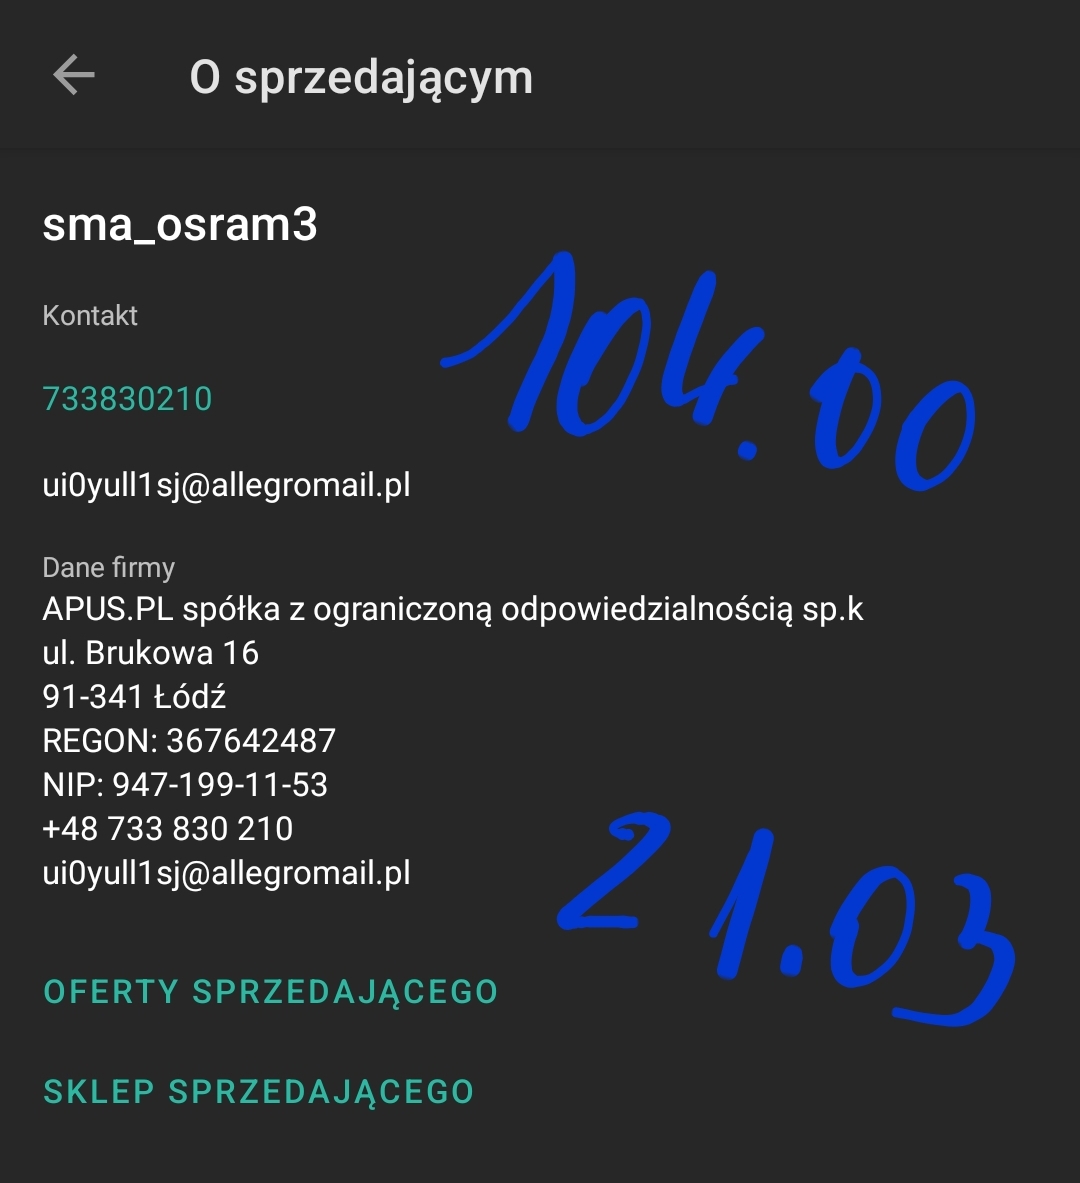 O sprzedającym
sma_osram3
Kontakt
104.00
733830210
ui0yull1sj@allegromail.pl
Dane firmy
APUS.PL spółka z ograniczoną odpowiedzialnością sp.k
ul. Brukowa 16
91-341 Łódź
REGON: 367642487
NIP: 947-199-11-53
+48 733 830 210
ui0yull1sj@allegromail.pl
21.03
OFERTY SPRZEDAJĄCEGO
SKLEP SPRZEDAJĄCEGO